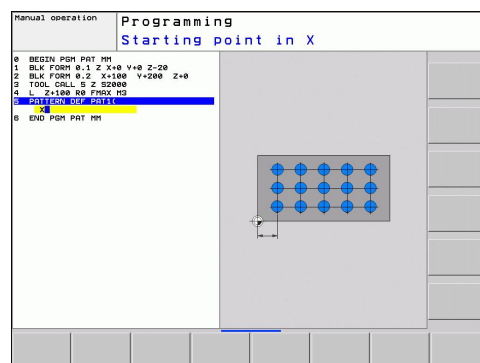 Manual operation
Programming
Starting point in X
0 BEGIN PGM PAT MM
1 BLK FORM 0.1 Z X+0 Y+0 Z-20
2 BLK FORM 0.2 X+100 Y+200 Z+0
3 TOOL CALL 5 Z S2000
4 L Z+100 R0 FMAX M3
5 PATTERN DEF PAT1(
X
6 END PGM PAT MM